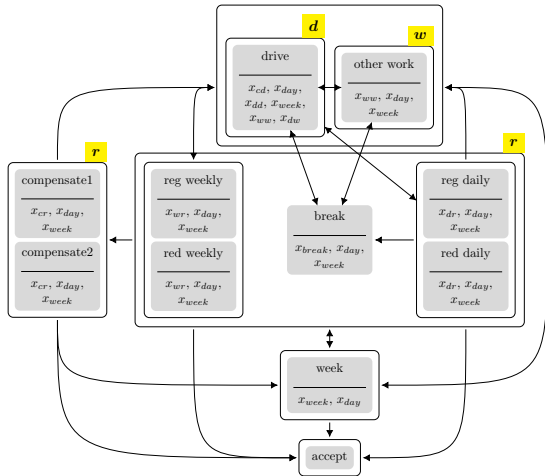 d
w
drive
x_cd, x_day,
x_dd, x_week,
x_ww, x_dw
other work
x_ww, x_day,
x_week
r
compensate1
x_cr, x_day,
x_week
compensate2
x_cr, x_day,
x_week
r
reg weekly
x_wr, x_day,
x_week
red weekly
x_wr, x_day,
x_week
break
x_break, x_day,
x_week
reg daily
x_dr, x_day,
x_week
red daily
x_dr, x_day,
x_week
week
x_week, x_day
accept